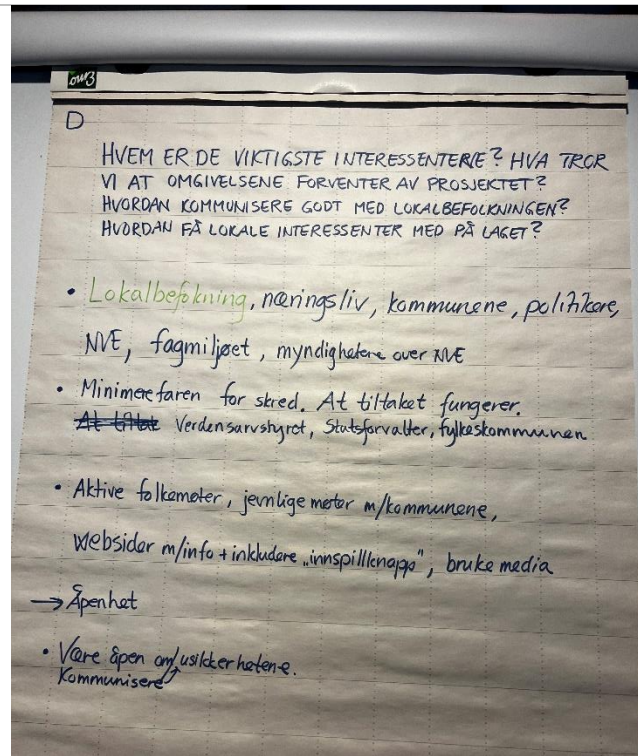 D
HVEM ER DE VIKTIGSTE INTERESSENTENE? HVA TROR
VI AT OMGIVELSENE FORVENTER AV PROSJEKTET?
HVORDAN KOMMUNISERE GODT MED LOKALBEFOLKNINGEN?
HVORDAN FÅ LOKALE INTERESSENTER MED PÅ LAGET?
• Lokalbefokning, næringsliv, kommunene, politikere,
NVE, fagmiljøet, myndighetene over NVE
• Minimere faren for skred. At tiltaket fungerer.
At tiltat Verdensarvstyret, Statsforvalter, fylkeskommunen
• Aktive folkemøter, jevnlige møter m/kommunene,
websider m/info + inkludere "innspillknapp", bruke media
→ Åpenhet
• Være åpen om/usikkerhetene.
Kommunisere